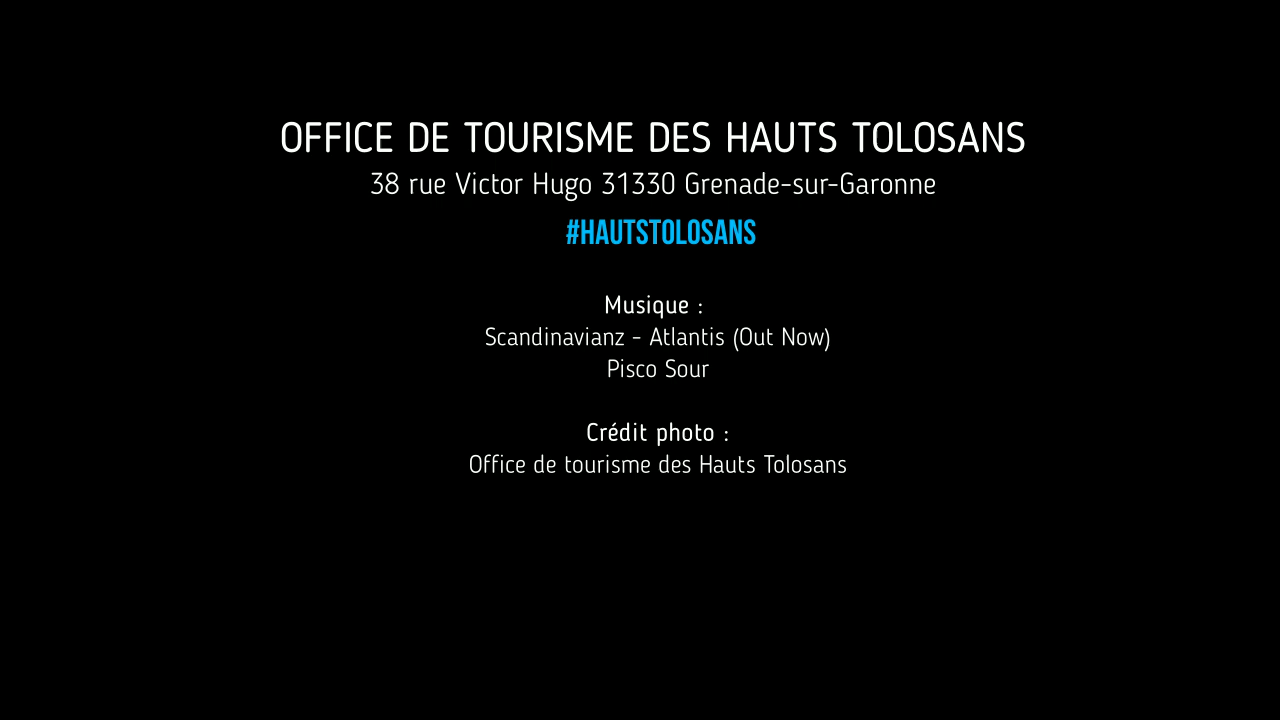 OFFICE DE TOURISME DES HAUTS TOLOSANS
38 rue Victor Hugo 31330 Grenade-sur-Garonne
#HAUTSTOLOSANS
Musique :
Scandinavianz - Atlantis (Out Now)
Pisco Sour
Crédit photo :
Office de tourisme des Hauts Tolosans